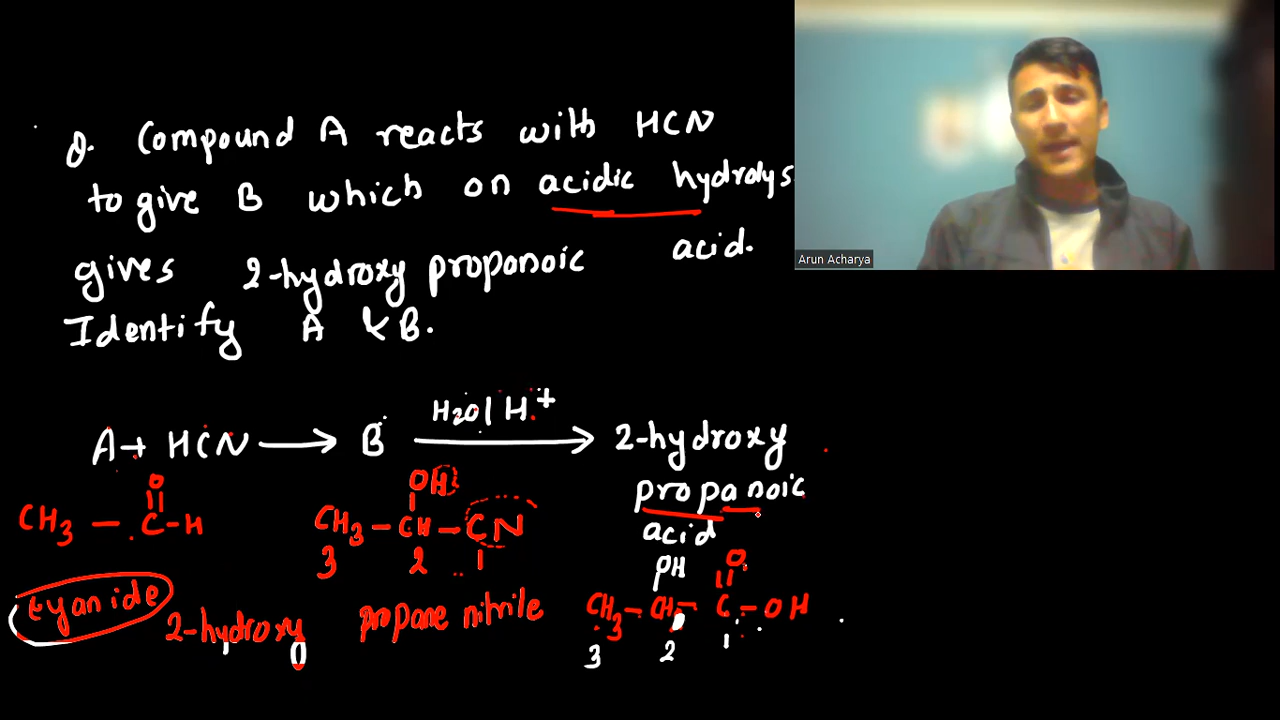 Q. Compound A reacts with HCN
to give B which on acidic hydrolys
gives 2-hydroxy propanoic acid.
Identify A & B.
Arun Acharya
A + HCN → B H2O/H+ → 2-hydroxy
propanoic
acid
CH3 - C - H
O
CH3 - CH - CN
OH
3 2 1
CH3 - CH - C - OH
OH O
3 2 1
cyanide
2-hydroxy propane nitrile